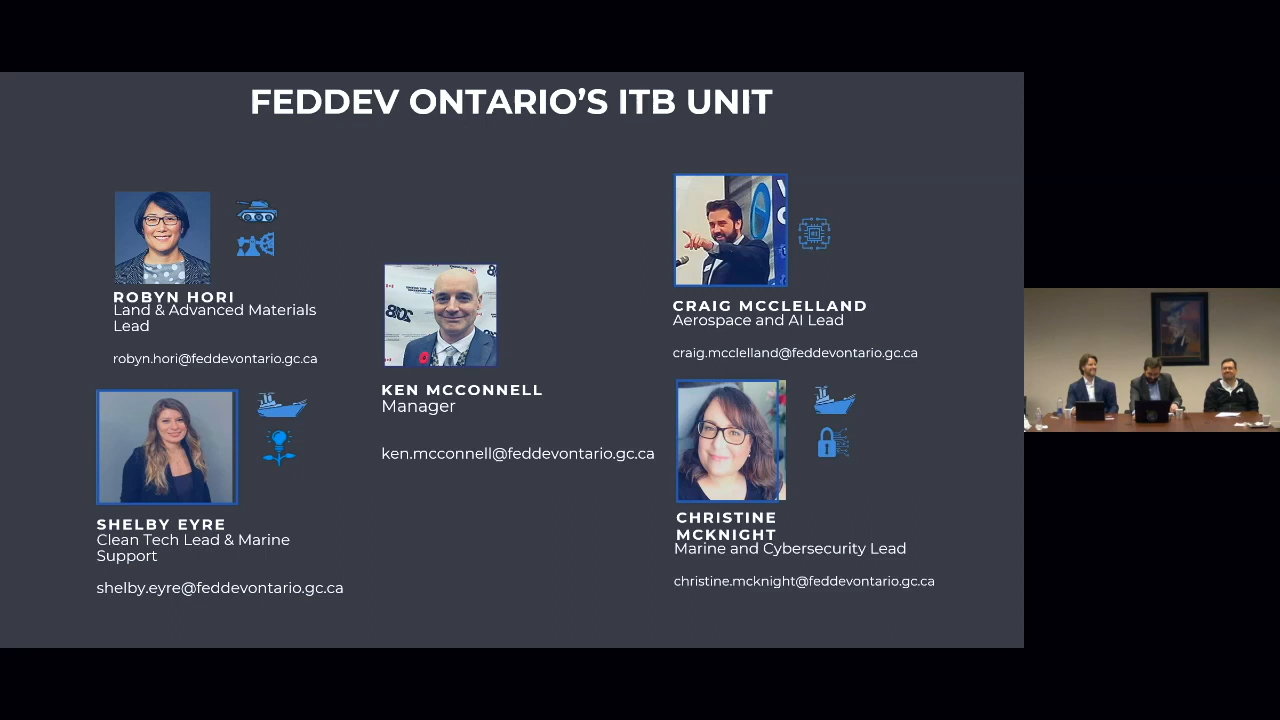 FEDDEV ONTARIO'S ITB UNIT
ROBYN HORI
Land & Advanced Materials
Lead
robyn.hori@feddevontario.gc.ca
SHELBY EYRE
Clean Tech Lead & Marine
Support
shelby.eyre@feddevontario.gc.ca
KEN MCCONNELL
Manager
ken.mcconnell@feddevontario.gc.ca
CRAIG MCCLELLAND
Aerospace and AI Lead
craig.mcclelland@feddevontario.gc.ca
CHRISTINE
MCKNIGHT
Marine and Cybersecurity Lead
christine.mcknight@feddevontario.gc.ca